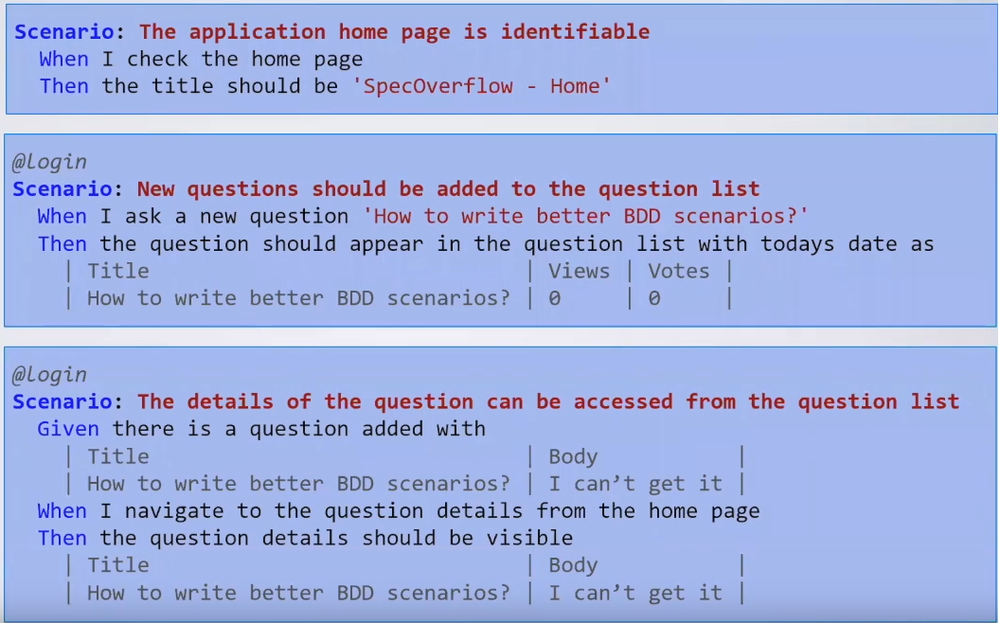 Scenario: The application home page is identifiable
When I check the home page
Then the title should be 'SpecOverflow - Home'
@login
Scenario: New questions should be added to the question list
When I ask a new question 'How to write better BDD scenarios?'
Then the question should appear in the question list with todays date as
| Title | Views | Votes |
| How to write better BDD scenarios? | 0 | 0 |
@login
Scenario: The details of the question can be accessed from the question list
Given there is a question added with
| Title | Body |
| How to write better BDD scenarios? | I can’t get it |
When I navigate to the question details from the home page
Then the question details should be visible
| Title | Body |
| How to write better BDD scenarios? | I can’t get it |